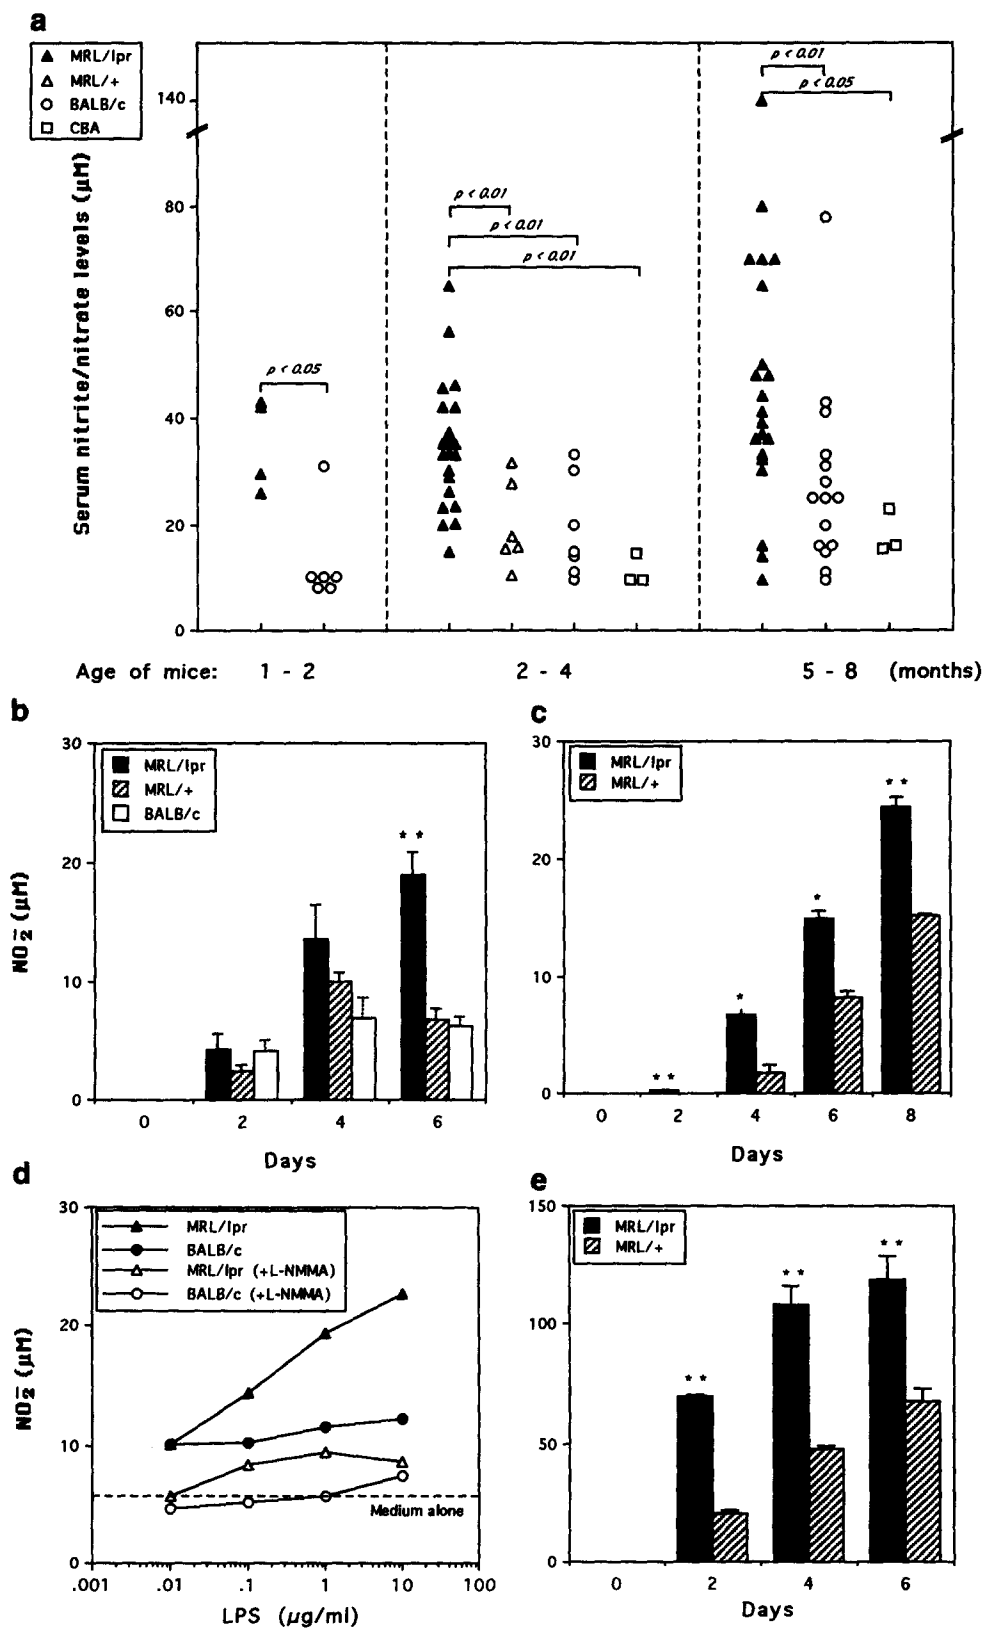 a
MRL/lpr
MRL/+
BALB/c
CBA
Serum nitrite/nitrate levels (µM)
140
80
60
40
20
0
p < 0.05
p < 0.01
p < 0.01
p < 0.01
p < 0.01
p < 0.05
Age of mice: 1 - 2 2 - 4 5 - 8 (months)
b
30
20
10
0
NO₂⁻ (µM)
MRL/lpr
MRL/+
BALB/c
* *
0 2 4 6
Days
c
30
20
10
0
MRL/lpr
MRL/+
* *
*
*
* *
0 2 4 6 8
Days
d
30
20
10
0
NO₂⁻ (µM)
MRL/lpr
BALB/c
MRL/lpr (+L-NMMA)
BALB/c (+L-NMMA)
Medium alone
.001 .01 .1 1 10 100
LPS (µg/ml)
e
150
100
50
0
MRL/lpr
MRL/+
* *
* *
* *
0 2 4 6
Days